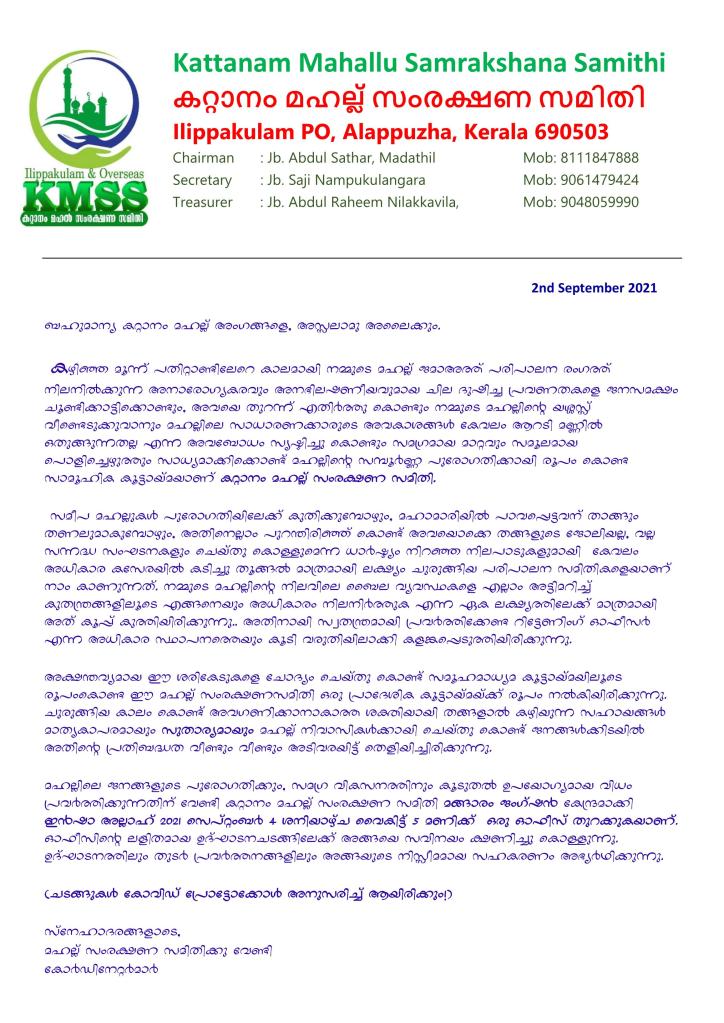 Kattanam Mahallu Samrakshana Samithi
കറ്റാനം മഹല്ല് സംരക്ഷണ സമിതി
Ilippakulam PO, Alappuzha, Kerala 690503
Chairman : Jb. Abdul Sathar, Madathil Mob: 8111847888
Secretary : Jb. Saji Nampukulangara Mob: 9061479424
Treasurer : Jb. Abdul Raheem Nilakkavila, Mob: 9048059990
Ilippakulam & Overseas
KMSS
കറ്റാനം മഹൽ സംരക്ഷണ സമിതി
2nd September 2021
ബഹുമാന്യ കറ്റാനം മഹല്ല് അംഗങ്ങളെ, അസ്സലാമു അലൈക്കും.
കഴിഞ്ഞ മൂന്ന് പതിറ്റാണ്ടിലേറെ കാലമായി നമ്മുടെ മഹല്ല് ജമാഅത്ത് പരിപാലന രംഗത്ത്
നിലനിൽക്കുന്ന അനാരോഗ്യകരവും അനഭിലഷണീയവുമായ ചില ദുഷിച്ച പ്രവണതകളെ ജനസമക്ഷം
ചൂണ്ടിക്കാട്ടിക്കൊണ്ടും, അവയെ തുറന്ന് എതിർത്തു കൊണ്ടും നമ്മുടെ മഹല്ലിന്റെ യശ്ശസ്സ്
വീണ്ടെടുക്കുവാനും മഹല്ലിലെ സാധാരണക്കാരുടെ അവകാശങ്ങൾ കേവലം ആറടി മണ്ണിൽ
ഒതുങ്ങുന്നതല്ല എന്ന അവബോധം സൃഷ്ടിച്ചു കൊണ്ടും സമഗ്രമായ മാറ്റവും സമൂലമായ
പൊളിച്ചെഴുത്തും സാധ്യമാക്കിക്കൊണ്ട് മഹല്ലിന്റെ സമ്പൂർണ്ണ പുരോഗതിക്കായി രൂപം കൊണ്ട
സാമൂഹിക കൂട്ടായ്മയാണ് കറ്റാനം മഹല്ല് സംരക്ഷണ സമിതി.
സമീപ മഹല്ലുകൾ പുരോഗതിയിലേക്ക് കുതിക്കുമ്പോഴും, മഹാമാരിയിൽ പാവപ്പെട്ടവന് താങ്ങും
തണലുമാകുമ്പോഴും, അതിനെല്ലാം പുറന്തിരിഞ്ഞ് കൊണ്ട് അവയൊക്കെ തങ്ങളുടെ ജോലിയല്ല, വല്ല
സന്നദ്ധ സംഘടനകളും ചെയ്തു കൊള്ളുമെന്ന ധാർഷ്ട്യം നിറഞ്ഞ നിലപാടുകളുമായി കേവലം
അധികാര കസേരയിൽ കടിച്ചു തൂങ്ങൽ മാത്രമായി ലക്ഷ്യം ചുരുങ്ങിയ പരിപാലന സമിതികളെയാണ്
നാം കാണുന്നത്. നമ്മുടെ മഹല്ലിന്റെ നിലവിലെ ബൈല വ്യവസ്ഥകളെ എല്ലാം അട്ടിമറിച്ച്
കുതന്ത്രങ്ങളിലൂടെ എങ്ങനെയും അധികാരം നിലനിർത്തുക എന്ന ഏക ലക്ഷ്യത്തിലേക്ക് മാത്രമായി
അത് കൂപ്പ് കുത്തിയിരിക്കുന്നു.. അതിനായി സ്വതന്ത്രമായി പ്രവർത്തിക്കേണ്ട റിട്ടേണിംഗ് ഓഫീസർ
എന്ന അധികാര സ്ഥാപനത്തെയും കൂടി വരുതിയിലാക്കി കളങ്കപ്പെടുത്തിയിരിക്കുന്നു.
അക്ഷന്തവ്യമായ ഈ ശരികേടുകളെ ചോദ്യം ചെയ്തു കൊണ്ട് സമൂഹമാധ്യമ കൂട്ടായ്മയിലൂടെ
രൂപംകൊണ്ട ഈ മഹല്ല് സംരക്ഷണസമിതി ഒരു പ്രാദേശിക കൂട്ടായ്മയ്ക്ക് രൂപം നൽകിയിരിക്കുന്നു.
ചുരുങ്ങിയ കാലം കൊണ്ട് അവഗണിക്കാനാകാത്ത ശക്തിയായി തങ്ങളാൽ കഴിയുന്ന സഹായങ്ങൾ
മാതൃകാപരമായും സുതാര്യമായും മഹല്ല് നിവാസികൾക്കായി ചെയ്തു കൊണ്ട് ജനങ്ങൾക്കിടയിൽ
അതിന്റെ പ്രതിബദ്ധത വീണ്ടും വീണ്ടും അടിവരയിട്ട് തെളിയിച്ചിരിക്കുന്നു.
മഹല്ലിലെ ജനങ്ങളുടെ പുരോഗതിക്കും, സമഗ്ര വികസനത്തിനും കൂടുതൽ ഉപയോഗ്യമായ വിധം
പ്രവർത്തിക്കുന്നതിന് വേണ്ടി കറ്റാനം മഹല്ല് സംരക്ഷണ സമിതി മങ്ങാരം ജംഗ്ഷൻ കേന്ദ്രമാക്കി
ഇൻഷാ അല്ലാഹ് 2021 സെപ്റ്റംബർ 4 ശനിയാഴ്ച വൈകിട്ട് 5 മണിക്ക് ഒരു ഓഫീസ് തുറക്കുകയാണ്.
ഓഫീസിന്റെ ലളിതമായ ഉദ്ഘാടനചടങ്ങിലേക്ക് അങ്ങയെ സവിനയം ക്ഷണിച്ചു കൊള്ളുന്നു.
ഉദ്ഘാടനത്തിലും തുടർ പ്രവർത്തനങ്ങളിലും അങ്ങയുടെ നിസ്സീമമായ സഹകരണം അഭ്യർഥിക്കുന്നു.
(ചടങ്ങുകൾ കോവിഡ് പ്രോട്ടോക്കോൾ അനുസരിച്ച് ആയിരിക്കും!)
സ്നേഹാദരങ്ങളാടെ,
മഹല്ല് സംരക്ഷണ സമിതിക്കു വേണ്ടി
കോർഡിനേറ്റർമാർ